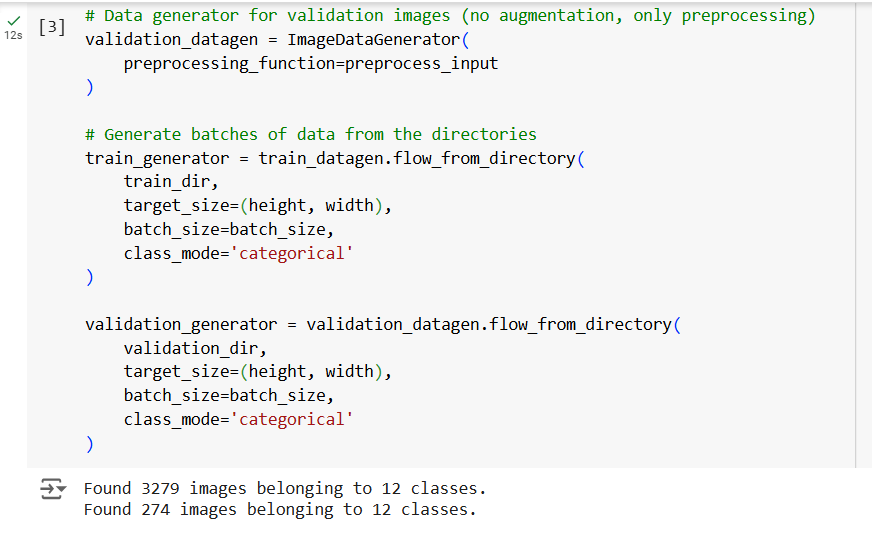 [3]
12s
# Data generator for validation images (no augmentation, only preprocessing)
validation_datagen = ImageDataGenerator(
    preprocessing_function=preprocess_input
)

# Generate batches of data from the directories
train_generator = train_datagen.flow_from_directory(
    train_dir,
    target_size=(height, width),
    batch_size=batch_size,
    class_mode='categorical'
)

validation_generator = validation_datagen.flow_from_directory(
    validation_dir,
    target_size=(height, width),
    batch_size=batch_size,
    class_mode='categorical'
)
Found 3279 images belonging to 12 classes.
Found 274 images belonging to 12 classes.